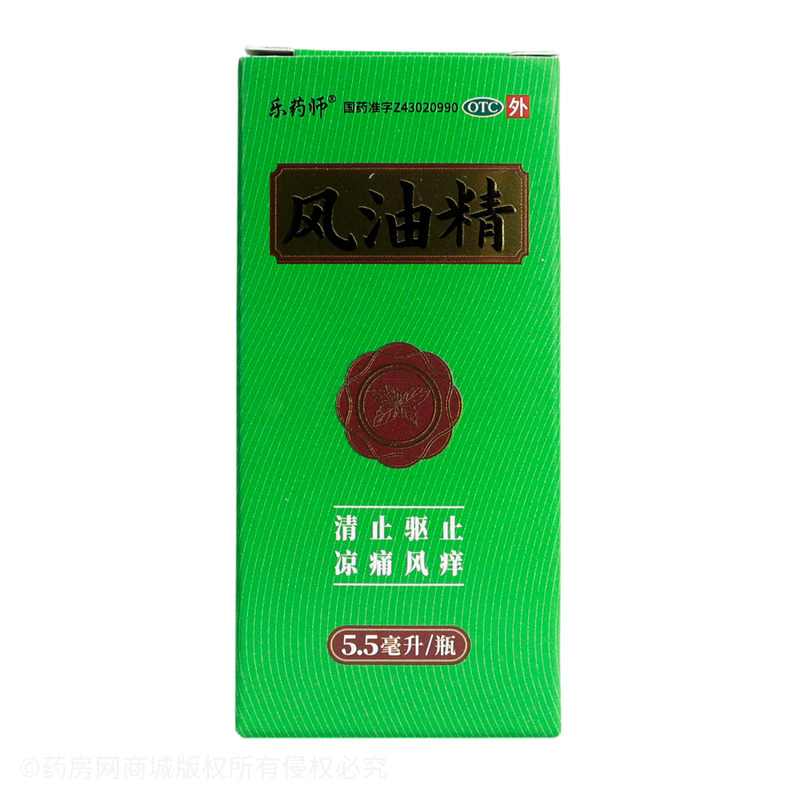 乐药师® 国药准字Z43020990 OTC 外
风油精
清止驱止
凉痛风痒
5.5毫升/瓶
©药房网商城版权所有侵权必究